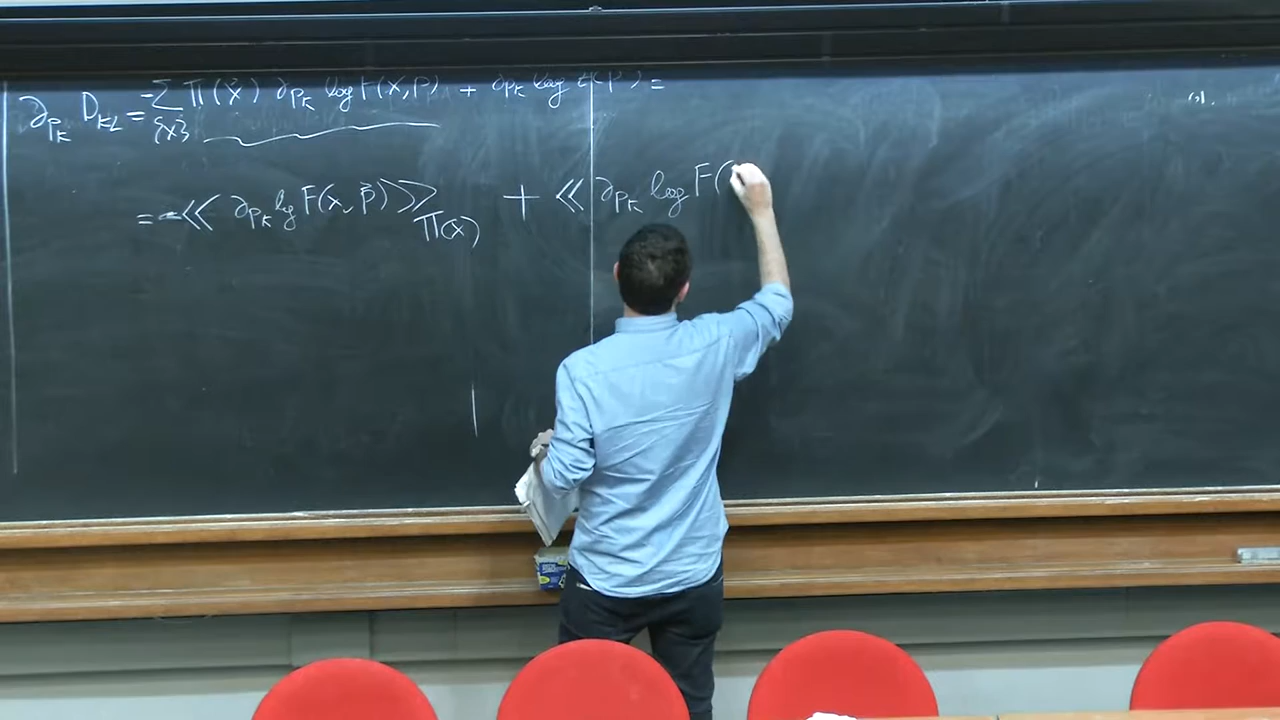 ∂_{P_K} D_{KL} = -∑_{{x}} Π(x⃗) ∂_{P_K} log F(x, p) + ∂_{P_K} log Z(p) =
= -<< ∂_{P_K} log F(x, p⃗) >>_{Π(x)} + << ∂_{P_K} log F(